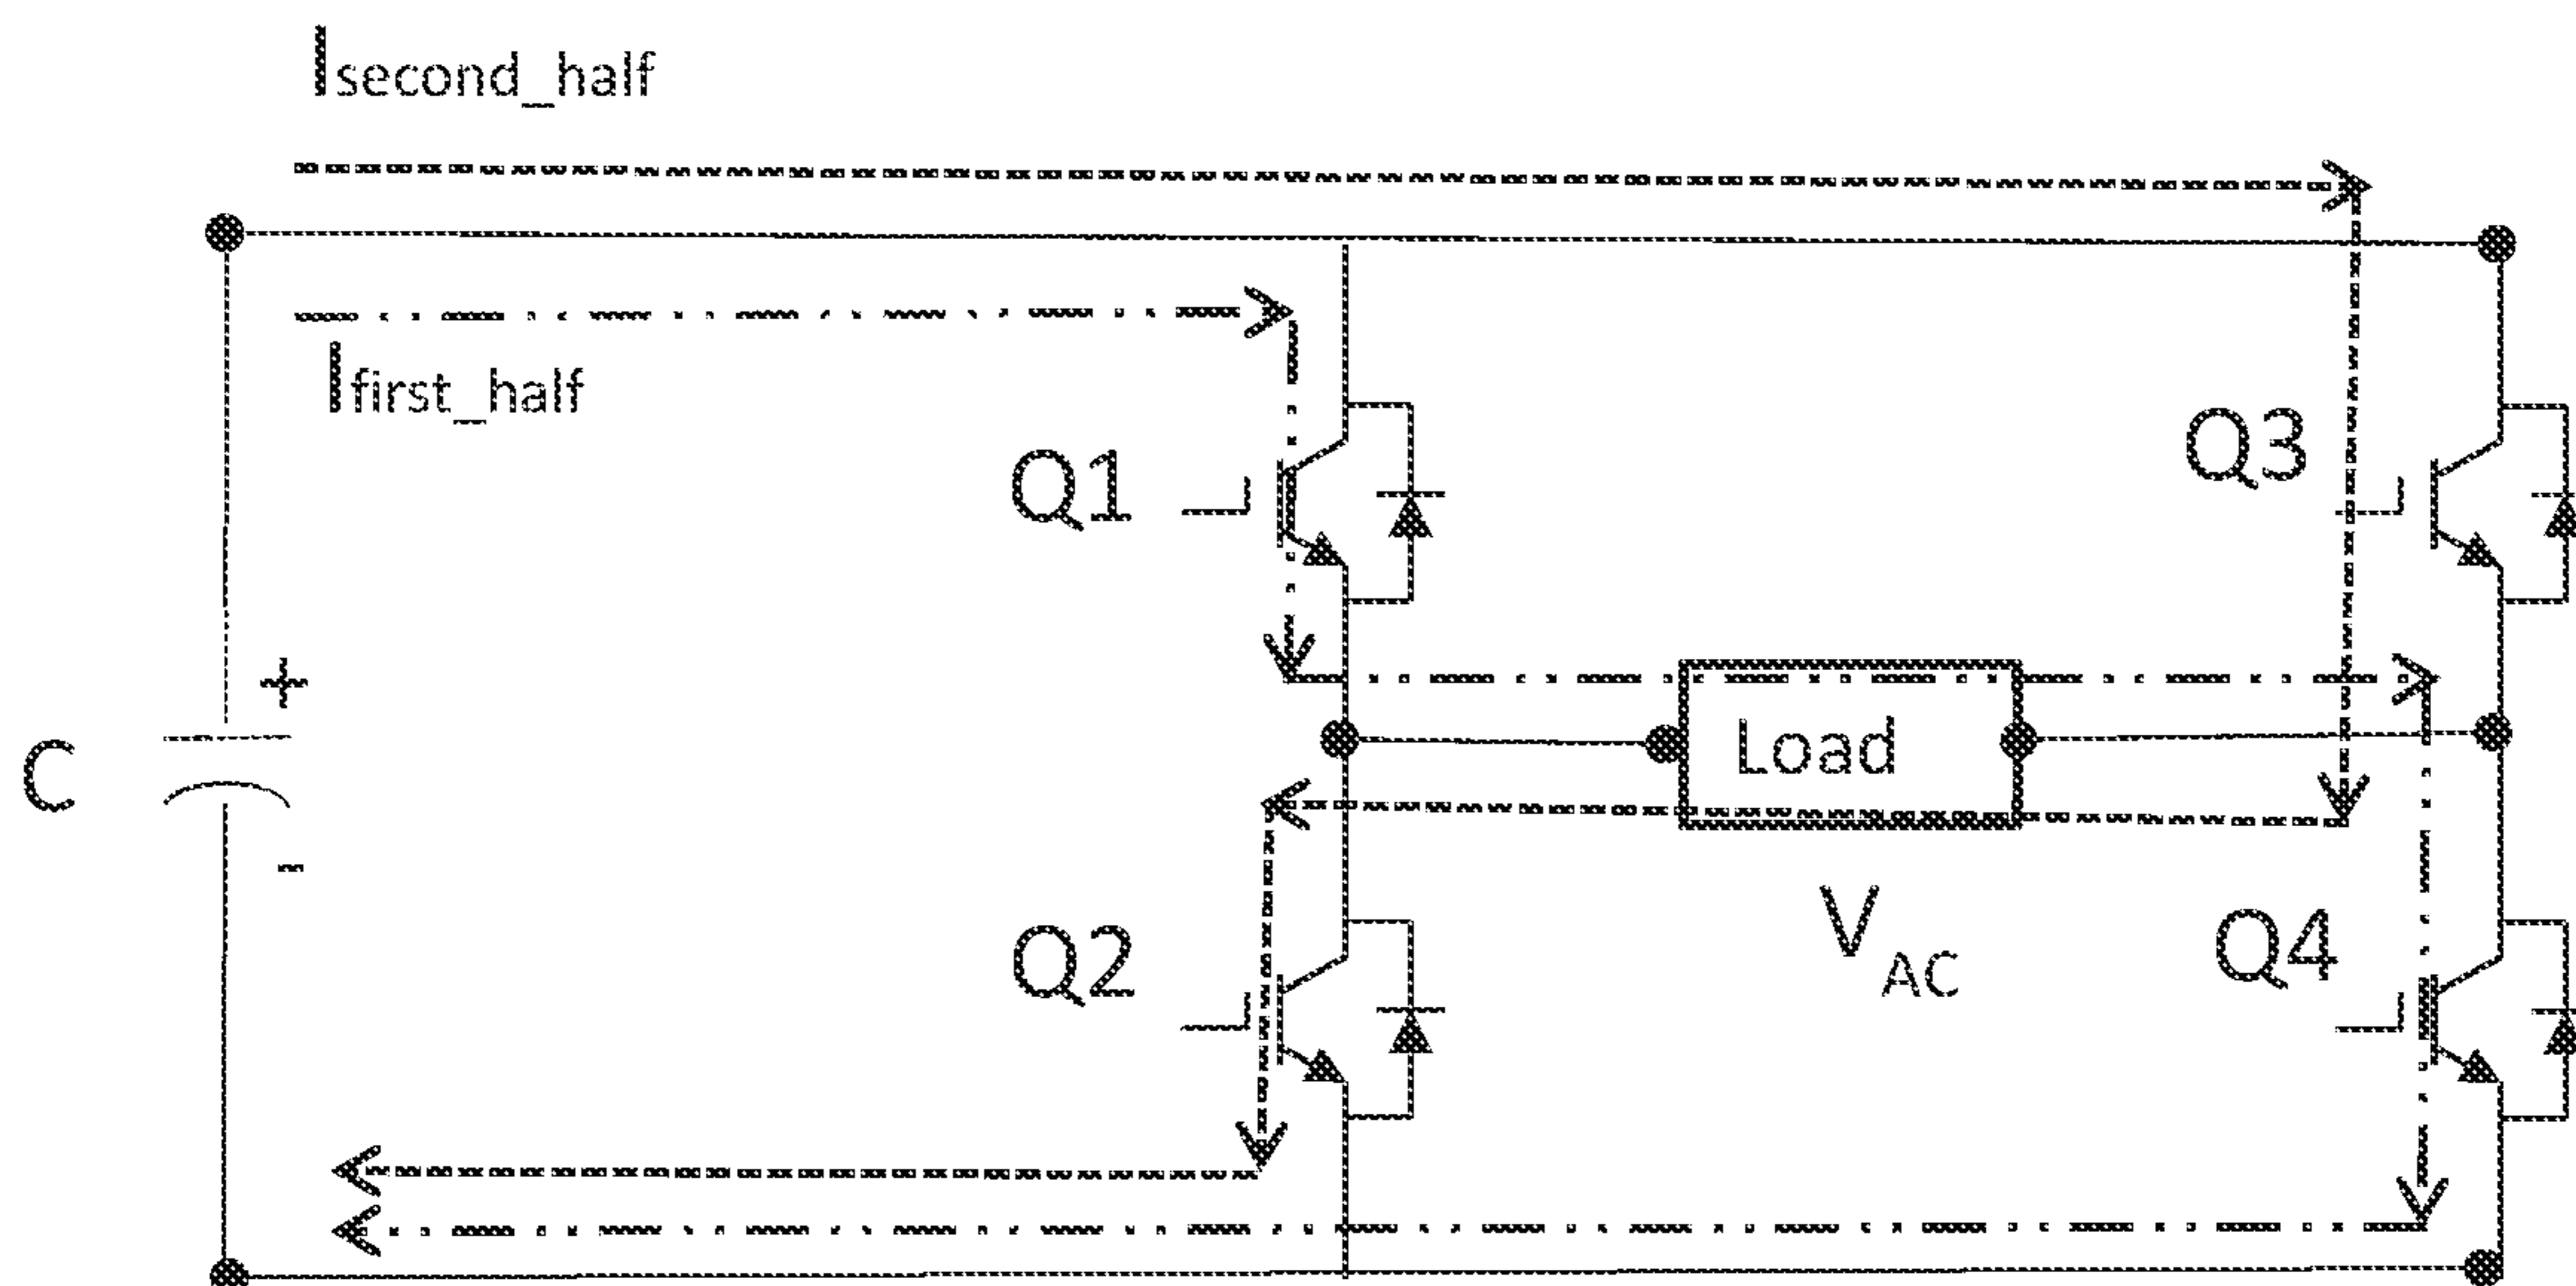 Isecond_half
Ifirst_half
Q1
Q3
+
C
Load
-
Q2
VAC
Q4